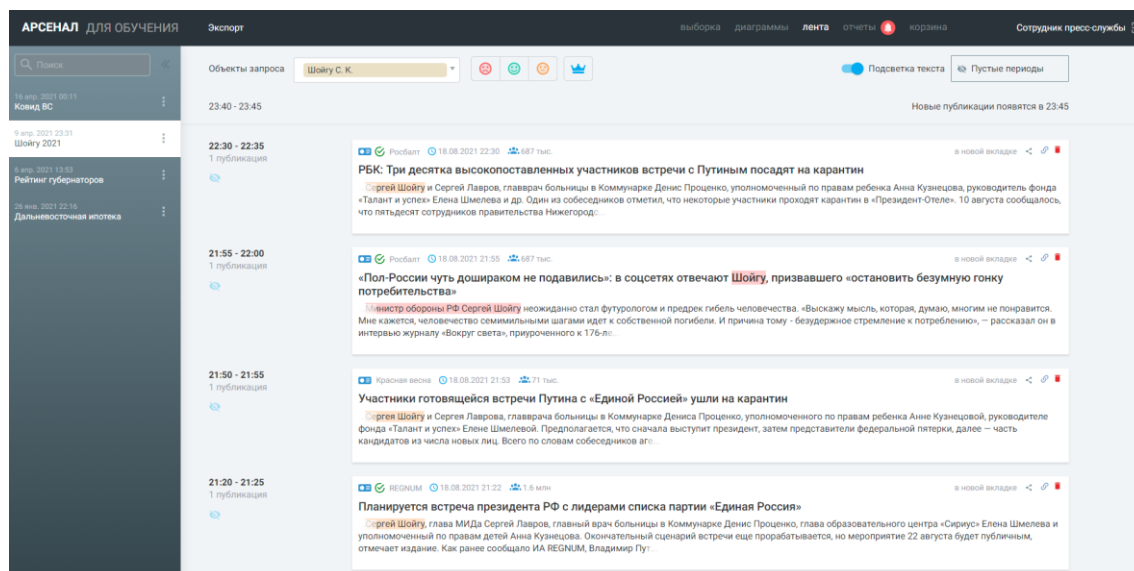 АРСЕНАЛ ДЛЯ ОБУЧЕНИЯ
Экспорт
выборка диаграммы лента отчеты корзина
Сотрудник пресс-службы
Поиск
16 апр. 2021 00:11
Ковид ВС
9 апр. 2021 23:31
Шойгу 2021
6 апр. 2021 13:53
Рейтинг губернаторов
26 янв. 2021 22:16
Дальневосточная ипотека
Объекты запроса
Шойгу С. К.
Подсветка текста
Пустые периоды
23:40 - 23:45
Новые публикации появятся в 23:45
22:30 - 22:35
1 публикация
Росбалт 18.08.2021 22:30 687 тыс.
в новой вкладке
РБК: Три десятка высокопоставленных участников встречи с Путиным посадят на карантин
...Сергей Шойгу и Сергей Лавров, главврач больницы в Коммунарке Денис Проценко, уполномоченный по правам ребенка Анна Кузнецова, руководитель фонда
«Талант и успех» Елена Шмелева и др. Один из собеседников отметил, что некоторые участники проходят карантин в «Президент-Отеле». 10 августа сообщалось,
что пятьдесят сотрудников правительства Нижегородс...
21:55 - 22:00
1 публикация
Росбалт 18.08.2021 21:55 687 тыс.
в новой вкладке
«Пол-России чуть дошираком не подавились»: в соцсетях отвечают Шойгу, призвавшего «остановить безумную гонку
потребительства»
...Министр обороны РФ Сергей Шойгу неожиданно стал футурологом и предрек гибель человечества. «Выскажу мысль, которая, думаю, многим не понравится.
Мне кажется, человечество семимильными шагами идет к собственной погибели. И причина тому - безудержное стремление к потреблению», — рассказал он в
интервью журналу «Вокруг света», приуроченного к 176-ле...
21:50 - 21:55
1 публикация
Красная весна 18.08.2021 21:53 71 тыс.
в новой вкладке
Участники готовящейся встречи Путина с «Единой Россией» ушли на карантин
...Сергея Шойгу и Сергея Лаврова, главврача больницы в Коммунарке Дениса Проценко, уполномоченного по правам ребенка Анне Кузнецовой, руководителе
фонда «Талант и успех» Елене Шмелевой. Предполагается, что сначала выступит президент, затем представители федеральной пятерки, далее — часть
кандидатов из числа новых лиц. Всего по словам собеседников аге...
21:20 - 21:25
1 публикация
REGNUM 18.08.2021 21:22 1.6 млн
в новой вкладке
Планируется встреча президента РФ с лидерами списка партии «Единая Россия»
...Сергей Шойгу, глава МИДа Сергей Лавров, главный врач больницы в Коммунарке Денис Проценко, глава образовательного центра «Сириус» Елена Шмелева и
уполномоченный по правам детей Анна Кузнецова. Окончательный сценарий встречи еще прорабатывается, но мероприятие 22 августа будет публичным,
отмечает издание. Как ранее сообщало ИА REGNUM, Владимир Пут...